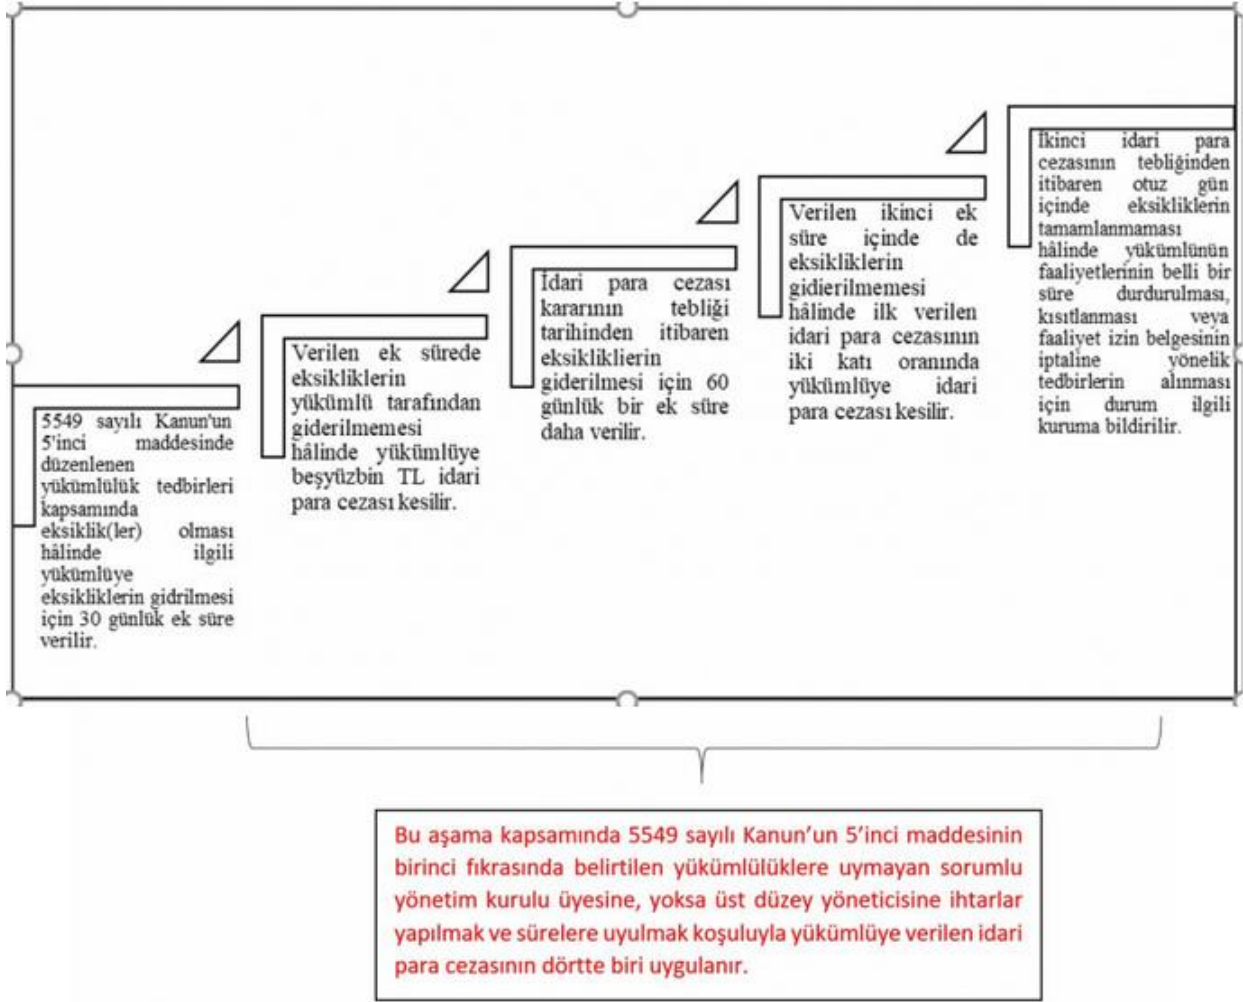 5549 sayılı Kanun'un
5'inci maddesinde
düzenlenen
yükümlülük tedbirleri
kapsamında
eksiklik(ler) olması
hâlinde ilgili
yükümlüye
eksikliklerin gidrilmesi
için 30 günlük ek süre
verilir.
Verilen ek sürede
eksikliklerin
yükümlü tarafından
giderilmemesi
hâlinde yükümlüye
beşyüzbin TL idari
para cezası kesilir.
İdari para cezası
kararının tebliği
tarihinden itibaren
eksikliklierin
giderilmesi için 60
günlük bir ek süre
daha verilir.
Verilen ikinci ek
süre içinde de
eksikliklerin
gidierilmemesi
hâlinde ilk verilen
idari para cezasının
iki katı oranında
yükümlüye idari
para cezası kesilir.
İkinci idari para
cezasının tebliğinden
itibaren otuz gün
içinde eksikliklerin
tamamlanmaması
hâlinde yükümlünün
faaliyetlerinin belli bir
süre durdurulması,
kısıtlanması veya
faaliyet izin belgesinin
iptaline yönelik
tedbirlerin alınması
için durum ilgili
kuruma bildirilir.
Bu aşama kapsamında 5549 sayılı Kanun’un 5’inci maddesinin
birinci fıkrasında belirtilen yükümlülüklere uymayan sorumlu
yönetim kurulu üyesine, yoksa üst düzey yöneticisine ihtarlar
yapılmak ve sürelere uyulmak koşuluyla yükümlüye verilen idari
para cezasının dörtte biri uygulanır.